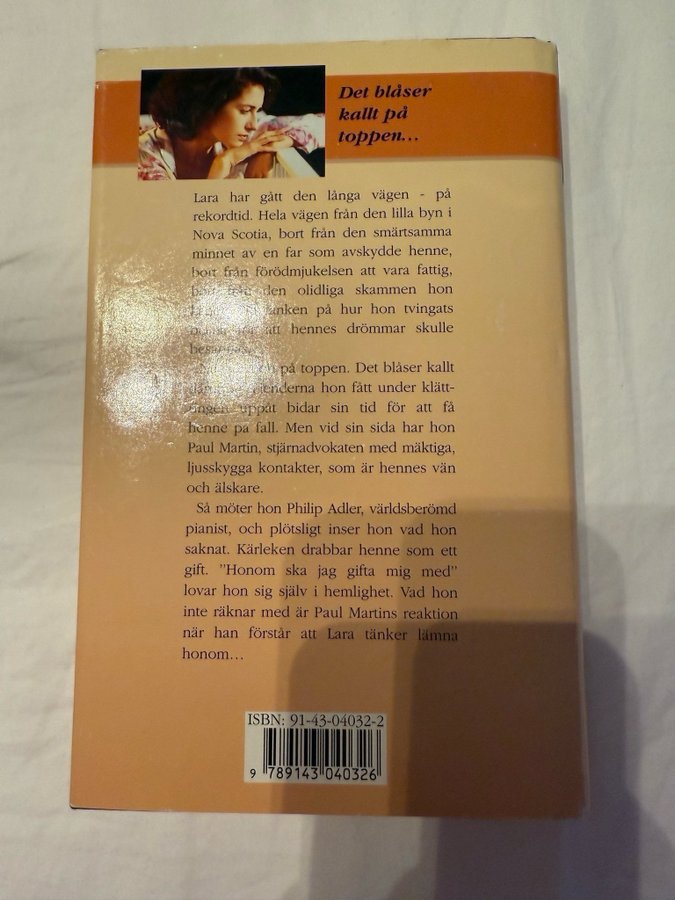 Det blåser
kallt på
toppen...
Lara har gått den långa vägen - på
rekordtid. Hela vägen från den lilla byn i
Nova Scotia, bort från den smärtsamma
minnet av en far som avskydde henne,
bort från förödmjukelsen att vara fattig,
den olidliga skammen hon
tanken på hur hon tvingats
att hennes drömmar skulle
på toppen. Det blåser kallt
hon fått under klätt-
ringen uppåt bidar sin tid för att få
henne på fall. Men vid sin sida har hon
Paul Martin, stjärnadvokaten med mäktiga,
ljusskygga kontakter, som är hennes vän
och älskare.
Så möter hon Philip Adler, världsberömd
pianist, och plötsligt inser hon vad hon
saknat. Kärleken drabbar henne som ett
gift. "Honom ska jag gifta mig med"
lovar hon sig själv i hemlighet. Vad hon
inte räknar med är Paul Martins reaktion
när han förstår att Lara tänker lämna
honom...
ISBN: 91-43-04032-2
9 789143 040326